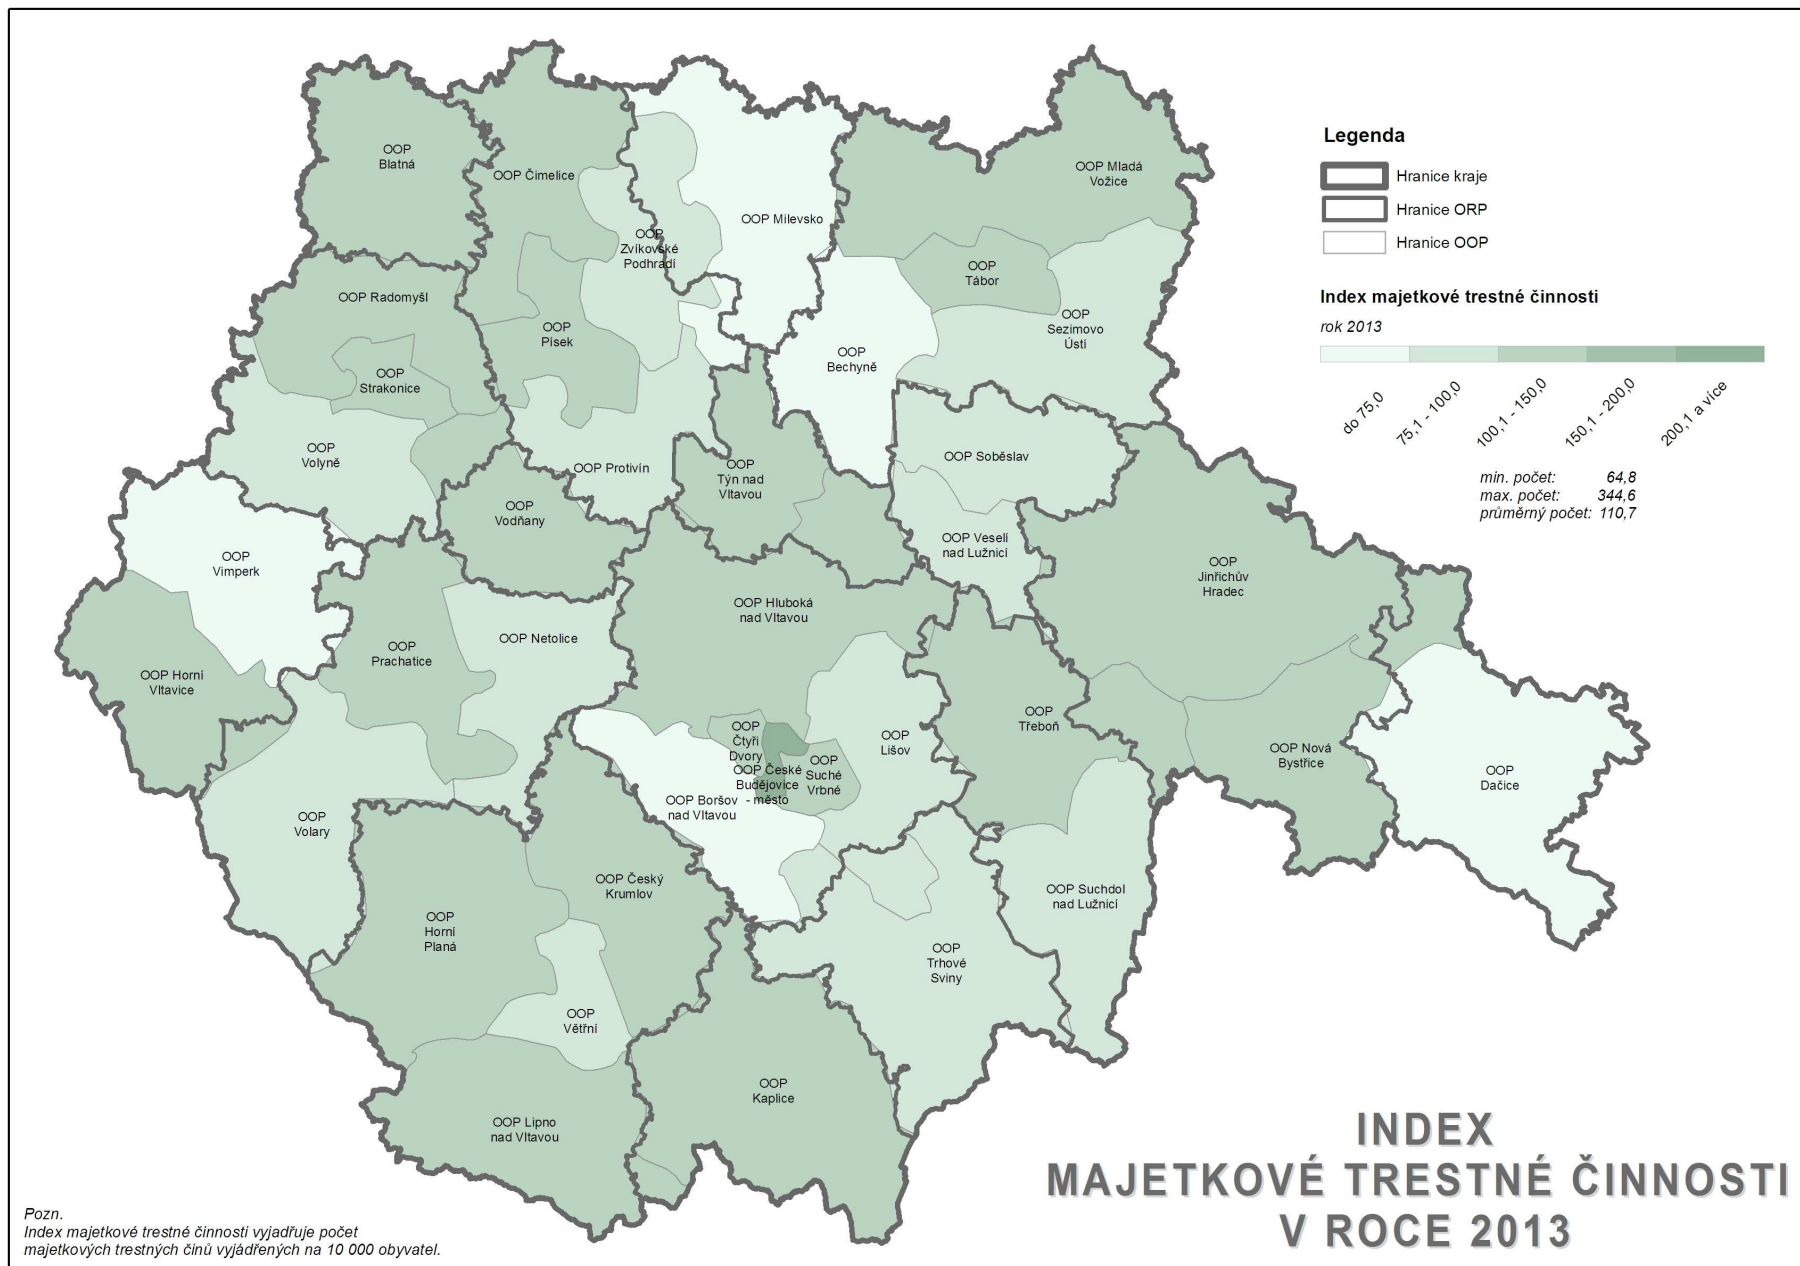 OOP
Blatná
OOP Čimelice
OOP Milevsko
OOP Mladá
Vožice
OOP
Zvíkovské
Podhradí
OOP
Tábor
OOP Radomyšl
OOP
Písek
OOP
Sezimovo
Ústí
OOP
Bechyně
OOP
Strakonice
OOP
Volyně
OOP Protivín
OOP
Týn nad
Vltavou
OOP Soběslav
OOP
Vodňany
OOP Veselí
nad Lužnicí
OOP
Vimperk
OOP
Jinřichův
Hradec
OOP Hluboká
nad Vltavou
OOP Netolice
OOP
Prachatice
OOP Horní
Vltavice
OOP
Třeboň
OOP
Čtyři
Dvory
OOP
Lišov
OOP Nová
Bystřice
OOP
Suché
Vrbné
OOP České
Budějovice
- město
OOP
Dačice
OOP Boršov
nad Vltavou
OOP
Volary
OOP Český
Krumlov
OOP Suchdol
nad Lužnicí
OOP
Horní
Planá
OOP
Trhové
Sviny
OOP
Větřní
OOP
Kaplice
OOP Lipno
nad Vltavou
Legenda
Hranice kraje
Hranice ORP
Hranice OOP
Index majetkové trestné činnosti
rok 2013
do 75,0
75,1 - 100,0
100,1 - 150,0
150,1 - 200,0
200,1 a více
min. počet: 64,8
max. počet: 344,6
průměrný počet: 110,7
INDEX
MAJETKOVÉ TRESTNÉ ČINNOSTI
V ROCE 2013
Pozn.
Index majetkové trestné činnosti vyjadřuje počet
majetkových trestných činů vyjádřených na 10 000 obyvatel.